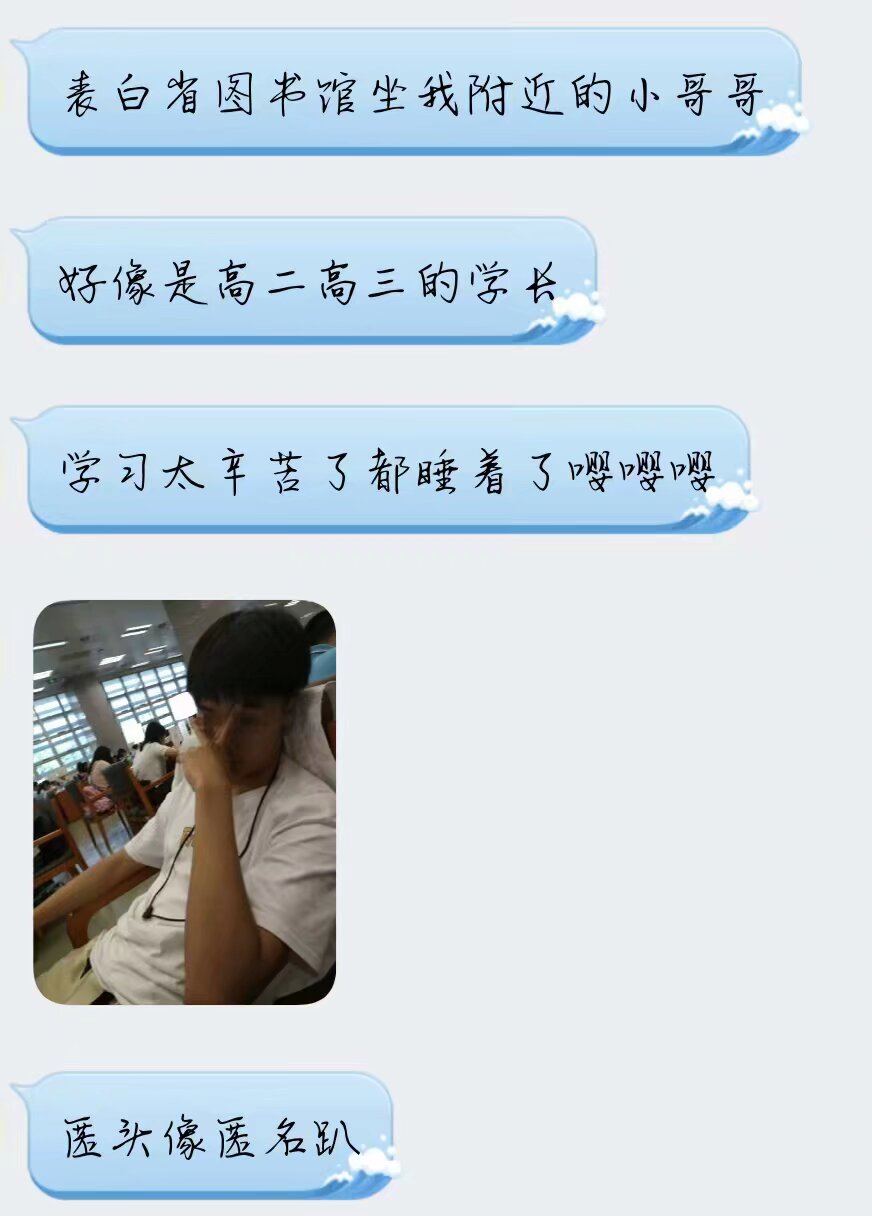 表白省图书馆坐我附近的小哥哥
好像是高二高三的学长
学习太辛苦了都睡着了嘤嘤嘤
匿头像匿名趴